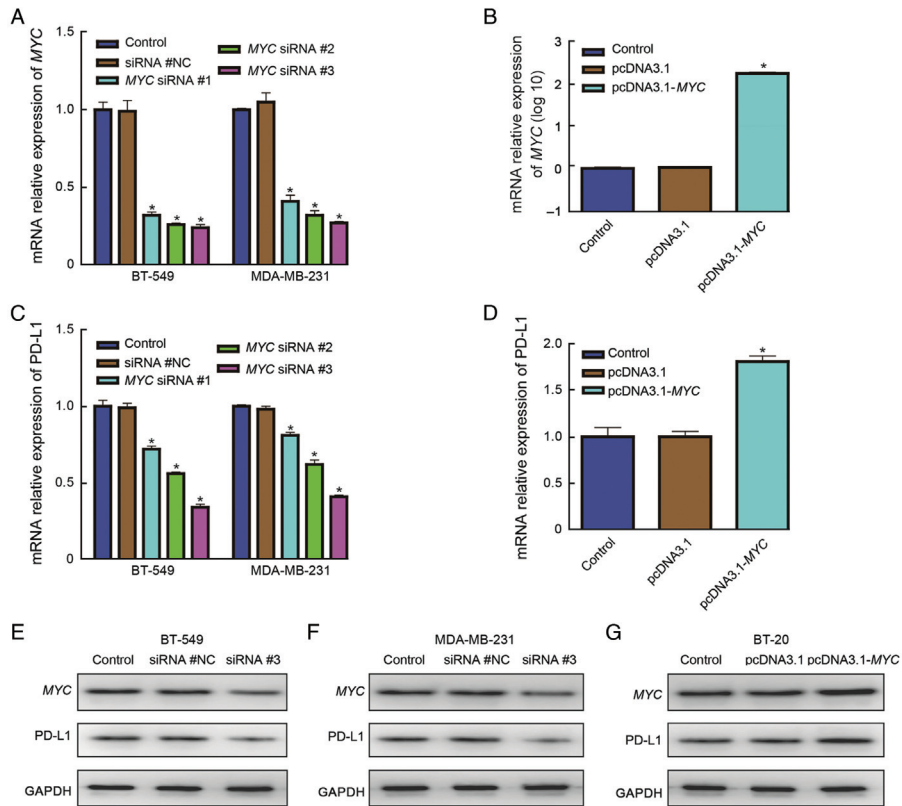 A
mRNA relative expression of MYC
1.5
1.0
0.5
0
Control
siRNA #NC
MYC siRNA #1
MYC siRNA #2
MYC siRNA #3
* * * * * *
BT-549 MDA-MB-231
B
mRNA relative expression
of MYC (log 10)
3
2
1
0
−1
Control
pcDNA3.1
pcDNA3.1-MYC
*
Control
pcDNA3.1
pcDNA3.1-MYC
C
mRNA relative expression of PD-L1
1.5
1.0
0.5
0
Control
siRNA #NC
MYC siRNA #1
MYC siRNA #2
MYC siRNA #3
* * * * * *
BT-549 MDA-MB-231
D
mRNA relative expression of PD-L1
2.0
1.5
1.0
0.5
0
Control
pcDNA3.1
pcDNA3.1-MYC
*
Control
pcDNA3.1
pcDNA3.1-MYC
E
BT-549
Control siRNA #NC siRNA #3
MYC
PD-L1
GAPDH
F
MDA-MB-231
Control siRNA #NC siRNA #3
MYC
PD-L1
GAPDH
G
BT-20
Control pcDNA3.1 pcDNA3.1-MYC
MYC
PD-L1
GAPDH